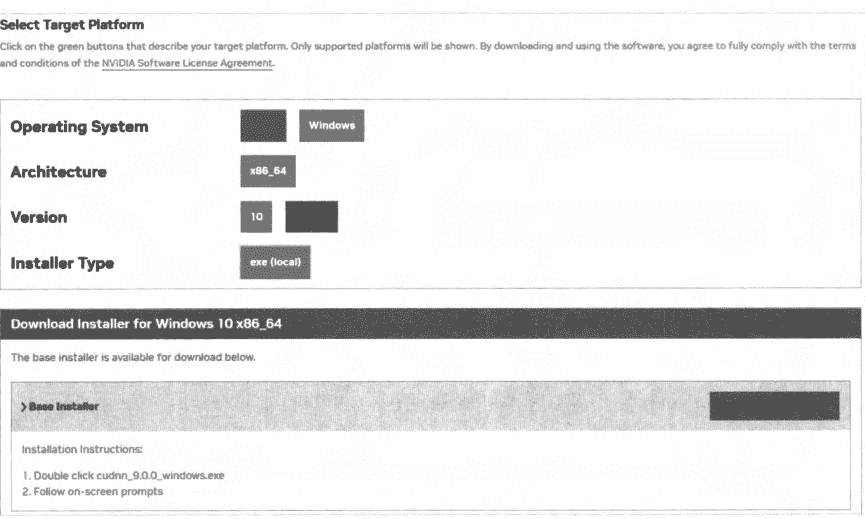 Select Target Platform
Click on the green buttons that describe your target platform. Only supported platforms will be shown. By downloading and using the software, you agree to fully comply with the terms
and conditions of the NVIDIA Software License Agreement.
Operating System
Windows
Architecture
x86_64
Version
10
Installer Type
exe (local)
Download Installer for Windows 10 x86_64
The base installer is available for download below.
> Base Installer
Installation Instructions:
1. Double click cudnn_9.0.0_windows.exe
2. Follow on-screen prompts